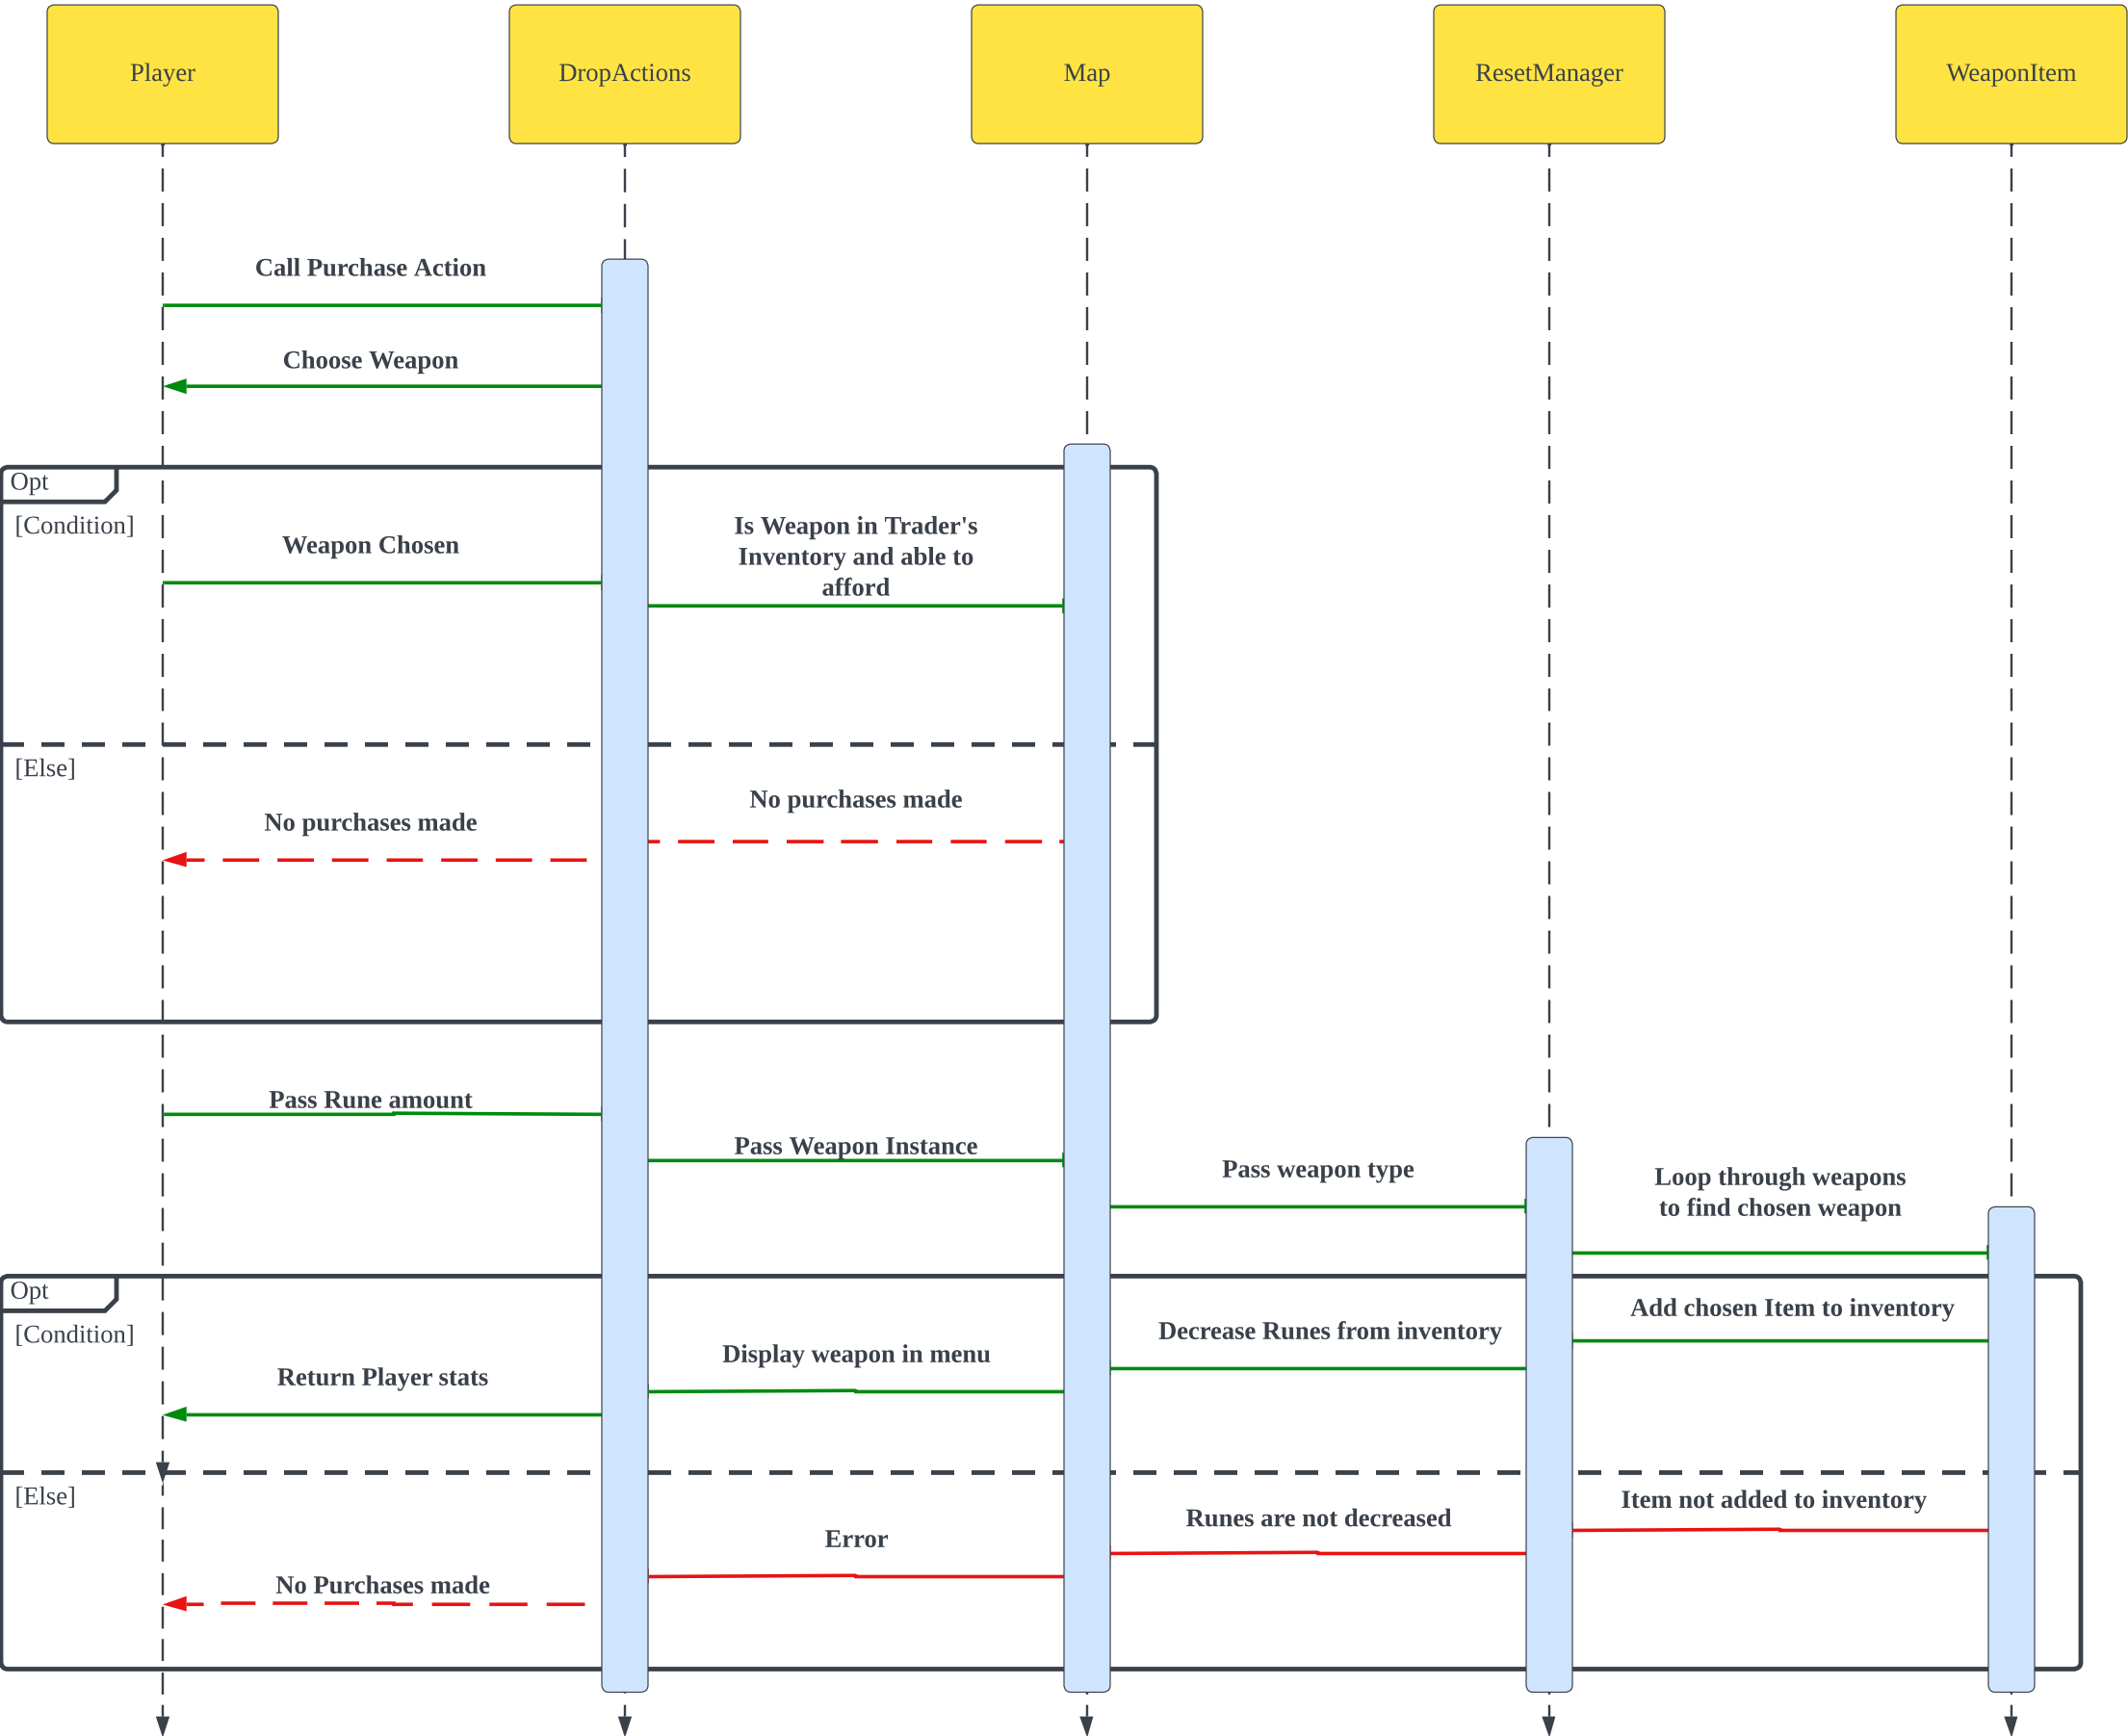 Player
DropActions
Map
ResetManager
WeaponItem
Call Purchase Action
Choose Weapon
Opt
[Condition]
Weapon Chosen
Is Weapon in Trader's
Inventory and able to
afford
[Else]
No purchases made
No purchases made
Pass Rune amount
Pass Weapon Instance
Pass weapon type
Loop through weapons
to find chosen weapon
Opt
[Condition]
Add chosen Item to inventory
Decrease Runes from inventory
Display weapon in menu
Return Player stats
[Else]
Item not added to inventory
Runes are not decreased
Error
No Purchases made